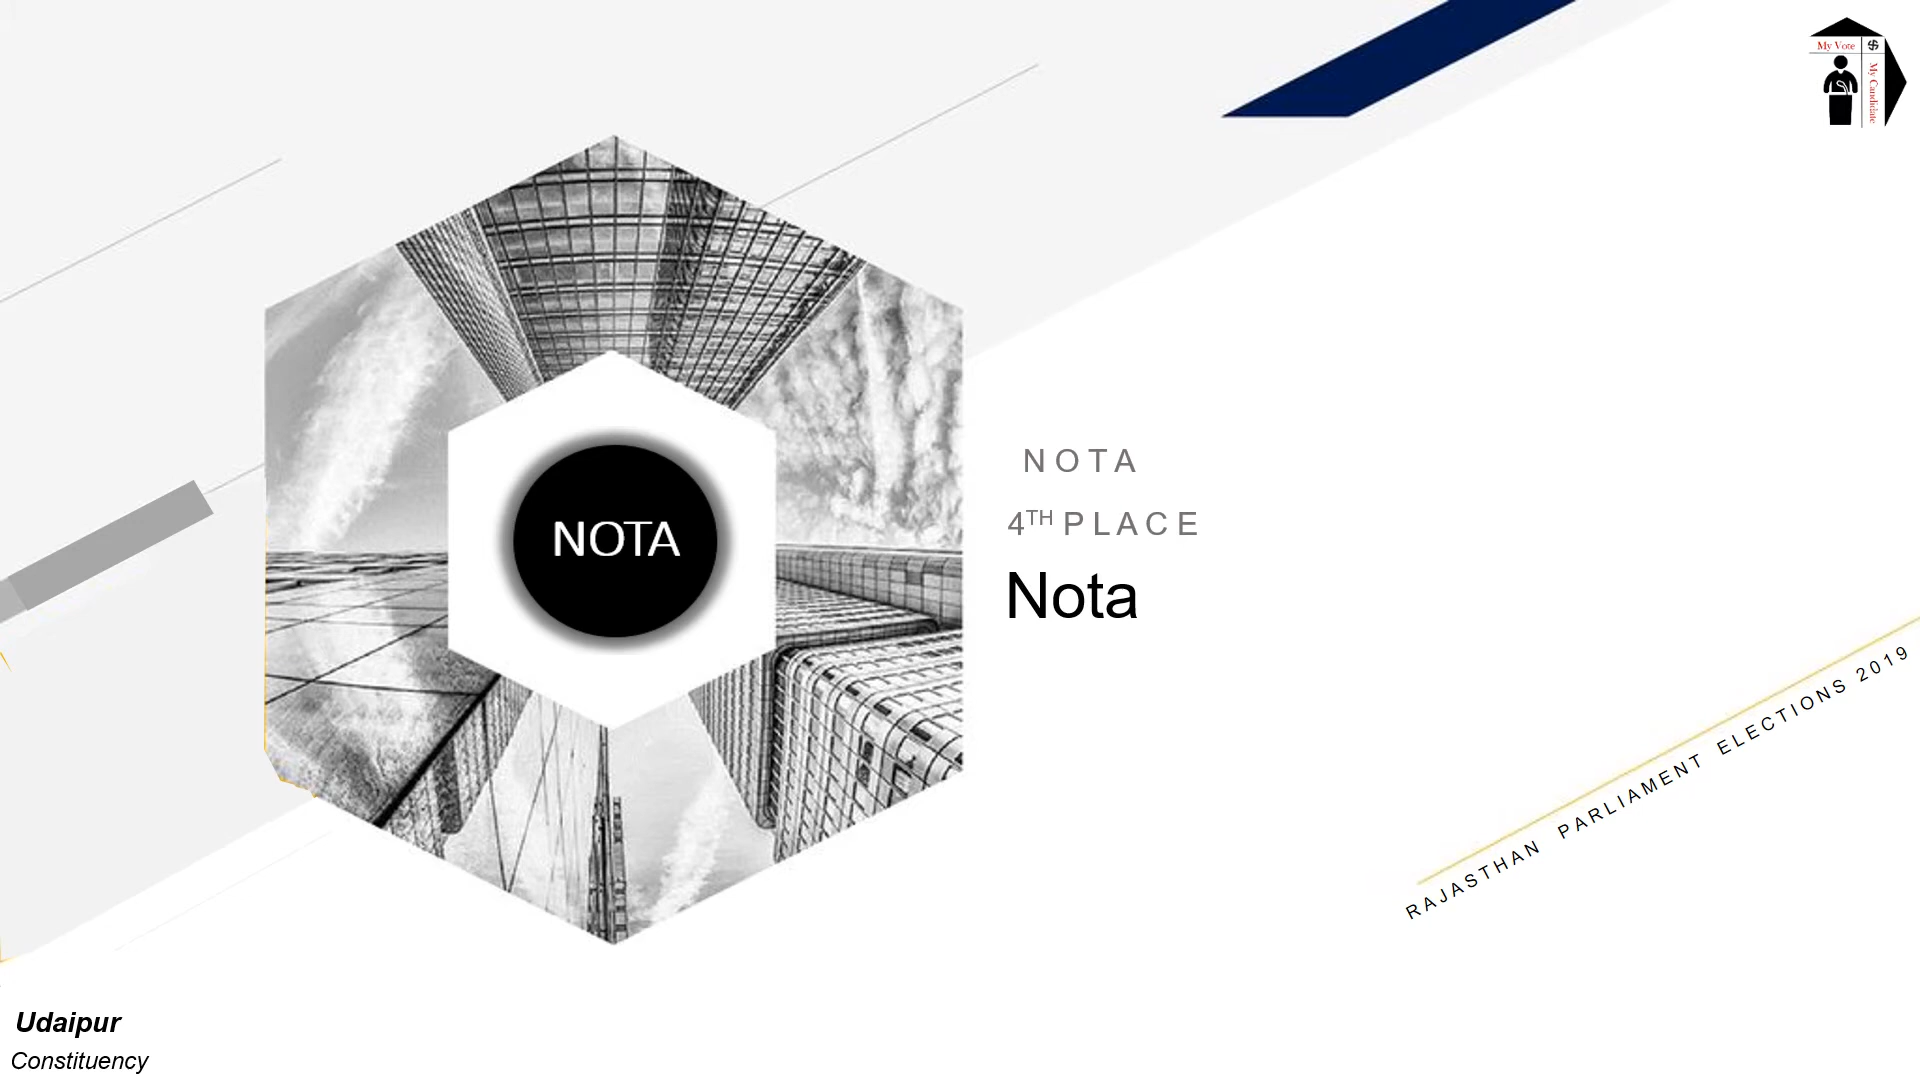 My Vote
My Candidate
NOTA
NOTA
4TH PLACE
Nota
RAJASTHAN PARLIAMENT ELECTIONS 2019
Udaipur
Constituency